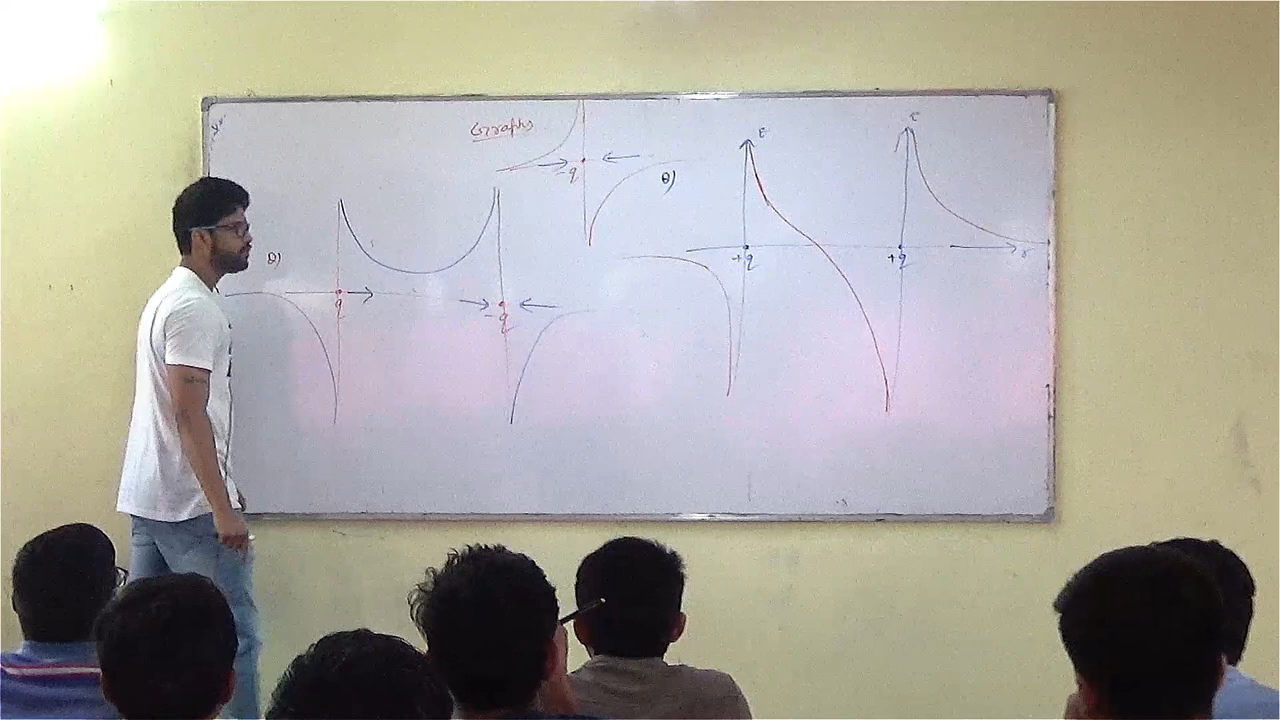 Graphs
-q
θ)
E
+q
+q
r
θ)
q
-q